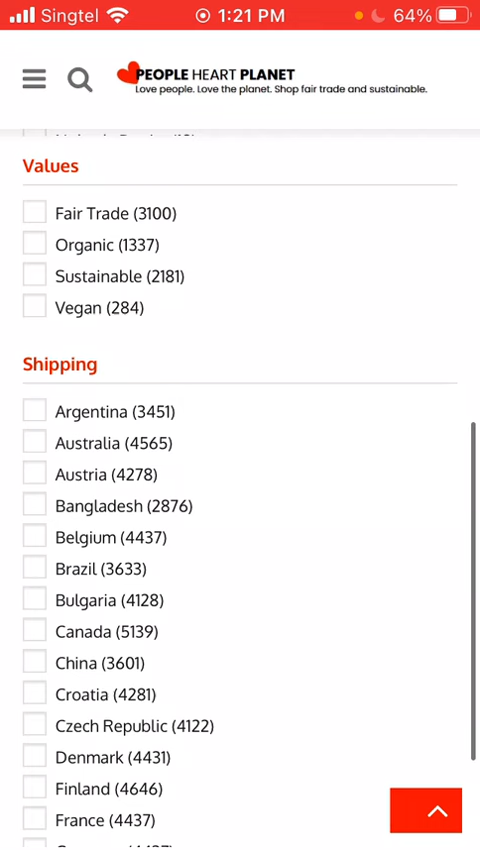 Singtel 1:21 PM 64%
PEOPLE HEART PLANET
Love people. Love the planet. Shop fair trade and sustainable.
Values
Fair Trade (3100)
Organic (1337)
Sustainable (2181)
Vegan (284)
Shipping
Argentina (3451)
Australia (4565)
Austria (4278)
Bangladesh (2876)
Belgium (4437)
Brazil (3633)
Bulgaria (4128)
Canada (5139)
China (3601)
Croatia (4281)
Czech Republic (4122)
Denmark (4431)
Finland (4646)
France (4437)